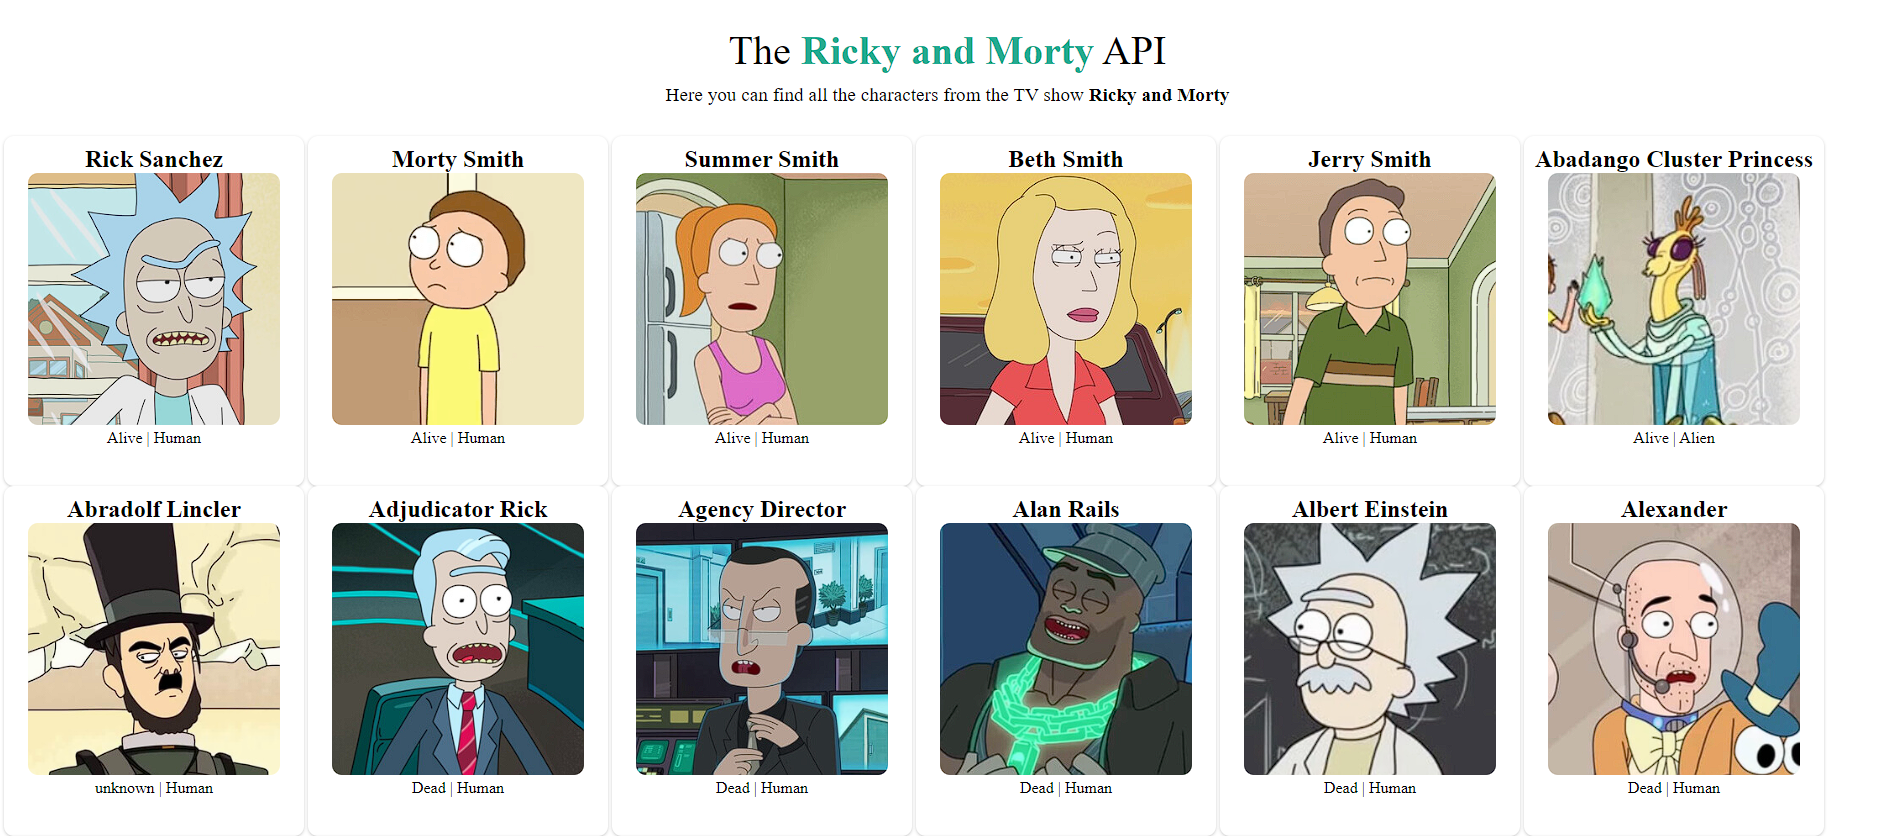 The Ricky and Morty API
Here you can find all the characters from the TV show Ricky and Morty
Rick Sanchez
Morty Smith
Summer Smith
Beth Smith
Jerry Smith
Abadango Cluster Princess
Alive | Human
Alive | Human
Alive | Human
Alive | Human
Alive | Human
Alive | Alien
Abradolf Lincler
Adjudicator Rick
Agency Director
Alan Rails
Albert Einstein
Alexander
unknown | Human
Dead | Human
Dead | Human
Dead | Human
Dead | Human
Dead | Human